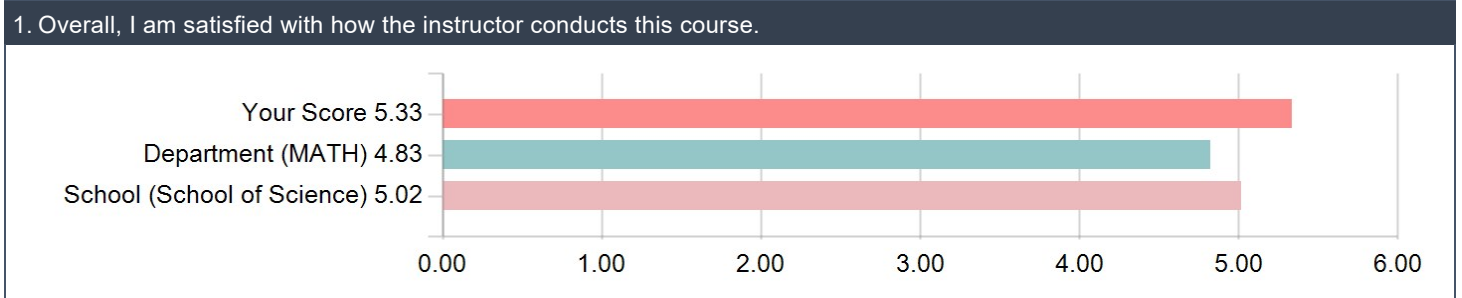 1. Overall, I am satisfied with how the instructor conducts this course.
Your Score 5.33
Department (MATH) 4.83
School (School of Science) 5.02
0.00 1.00 2.00 3.00 4.00 5.00 6.00